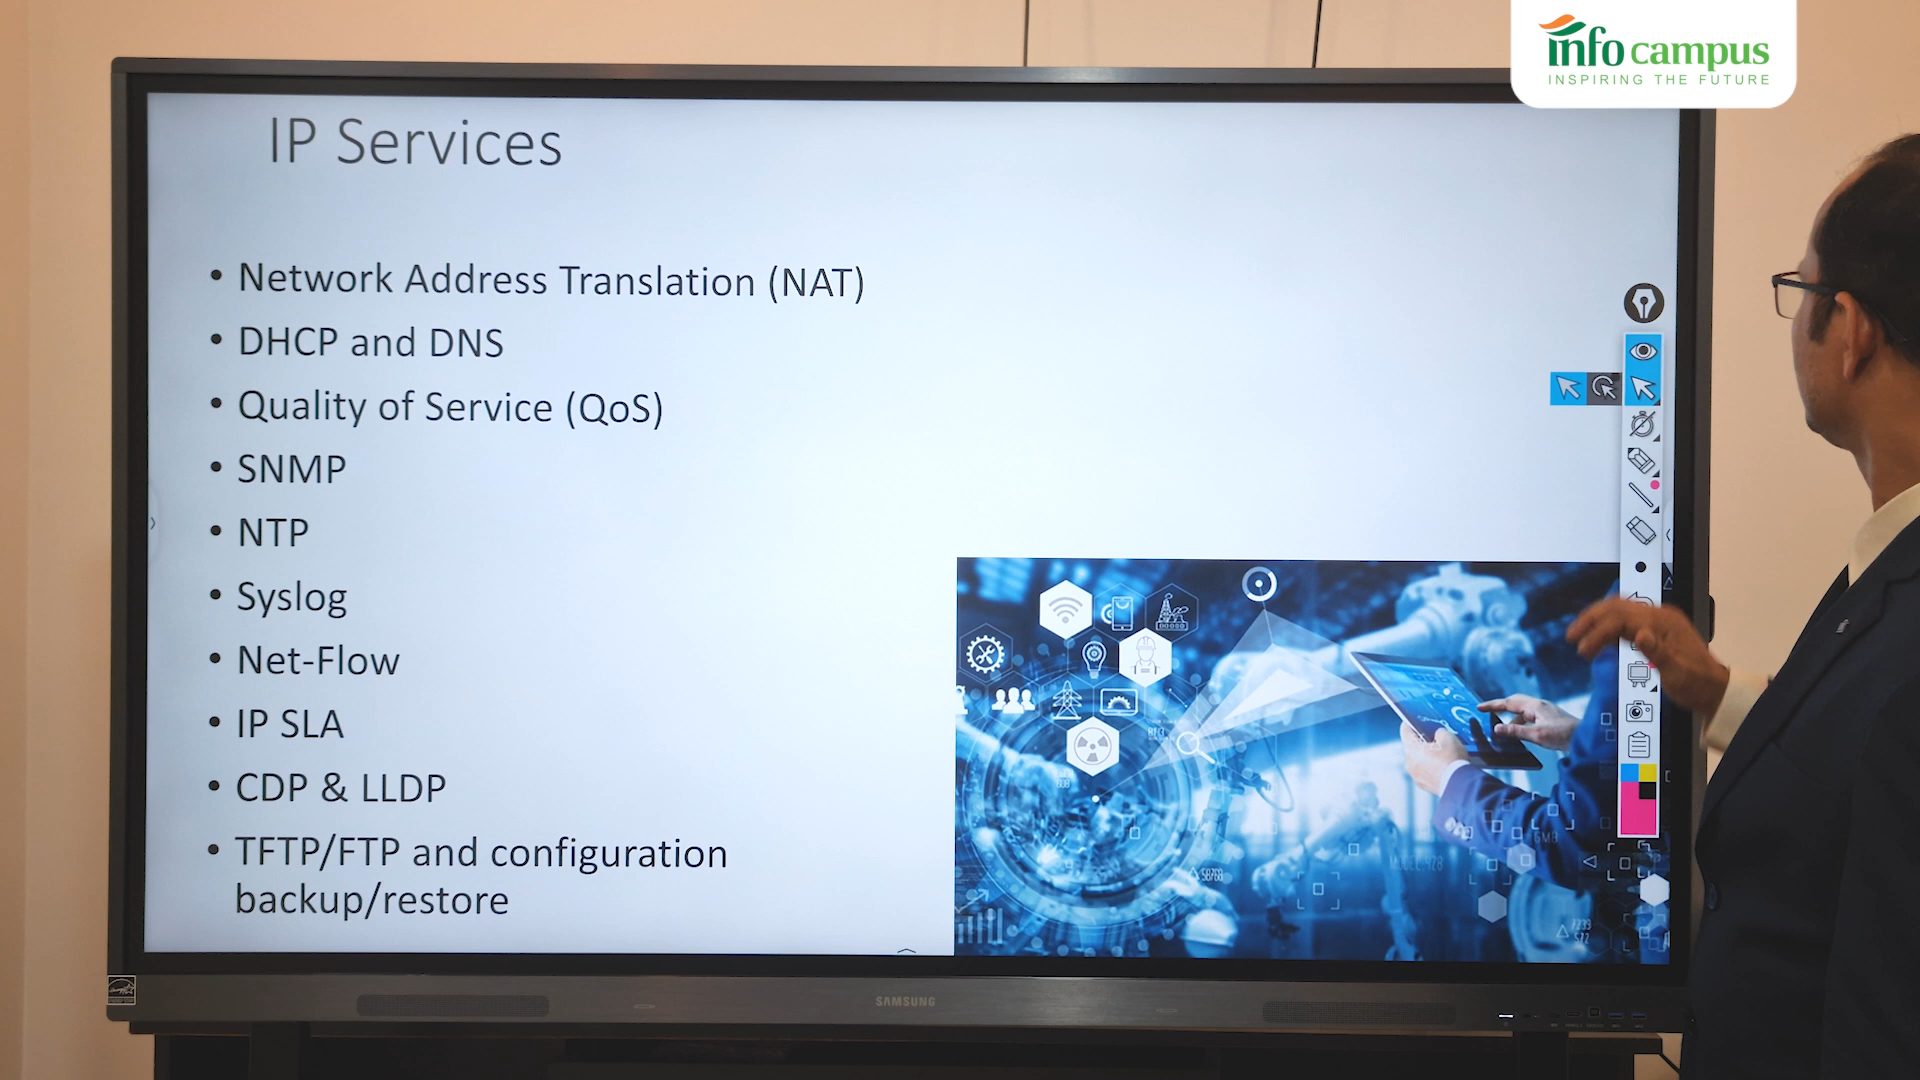 info campus
INSPIRING THE FUTURE
IP Services
• Network Address Translation (NAT)
• DHCP and DNS
• Quality of Service (QoS)
• SNMP
• NTP
• Syslog
• Net-Flow
• IP SLA
• CDP & LLDP
• TFTP/FTP and configuration
backup/restore
SAMSUNG